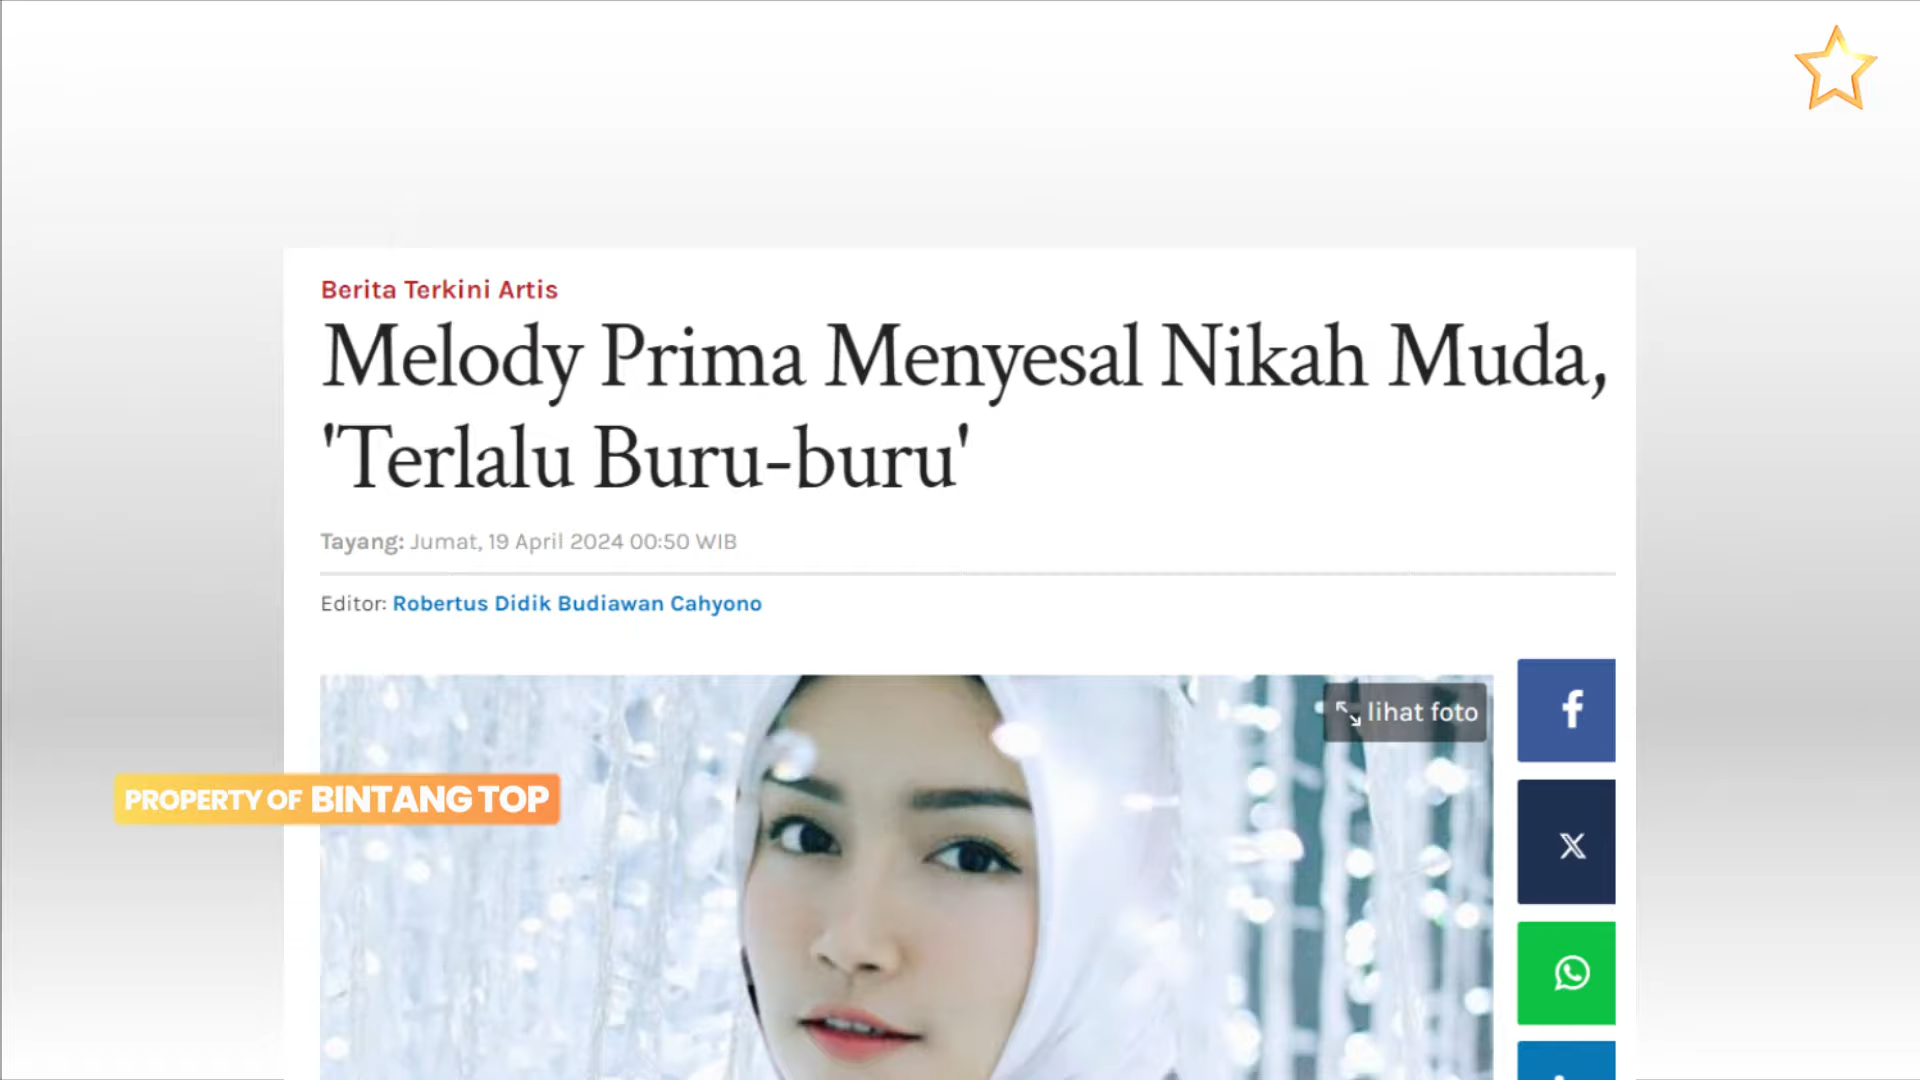 Berita Terkini Artis
Melody Prima Menyesal Nikah Muda,
'Terlalu Buru-buru'
Tayang: Jumat, 19 April 2024 00:50 WIB
Editor: Robertus Didik Budiawan Cahyono
lihat foto
PROPERTY OF BINTANG TOP